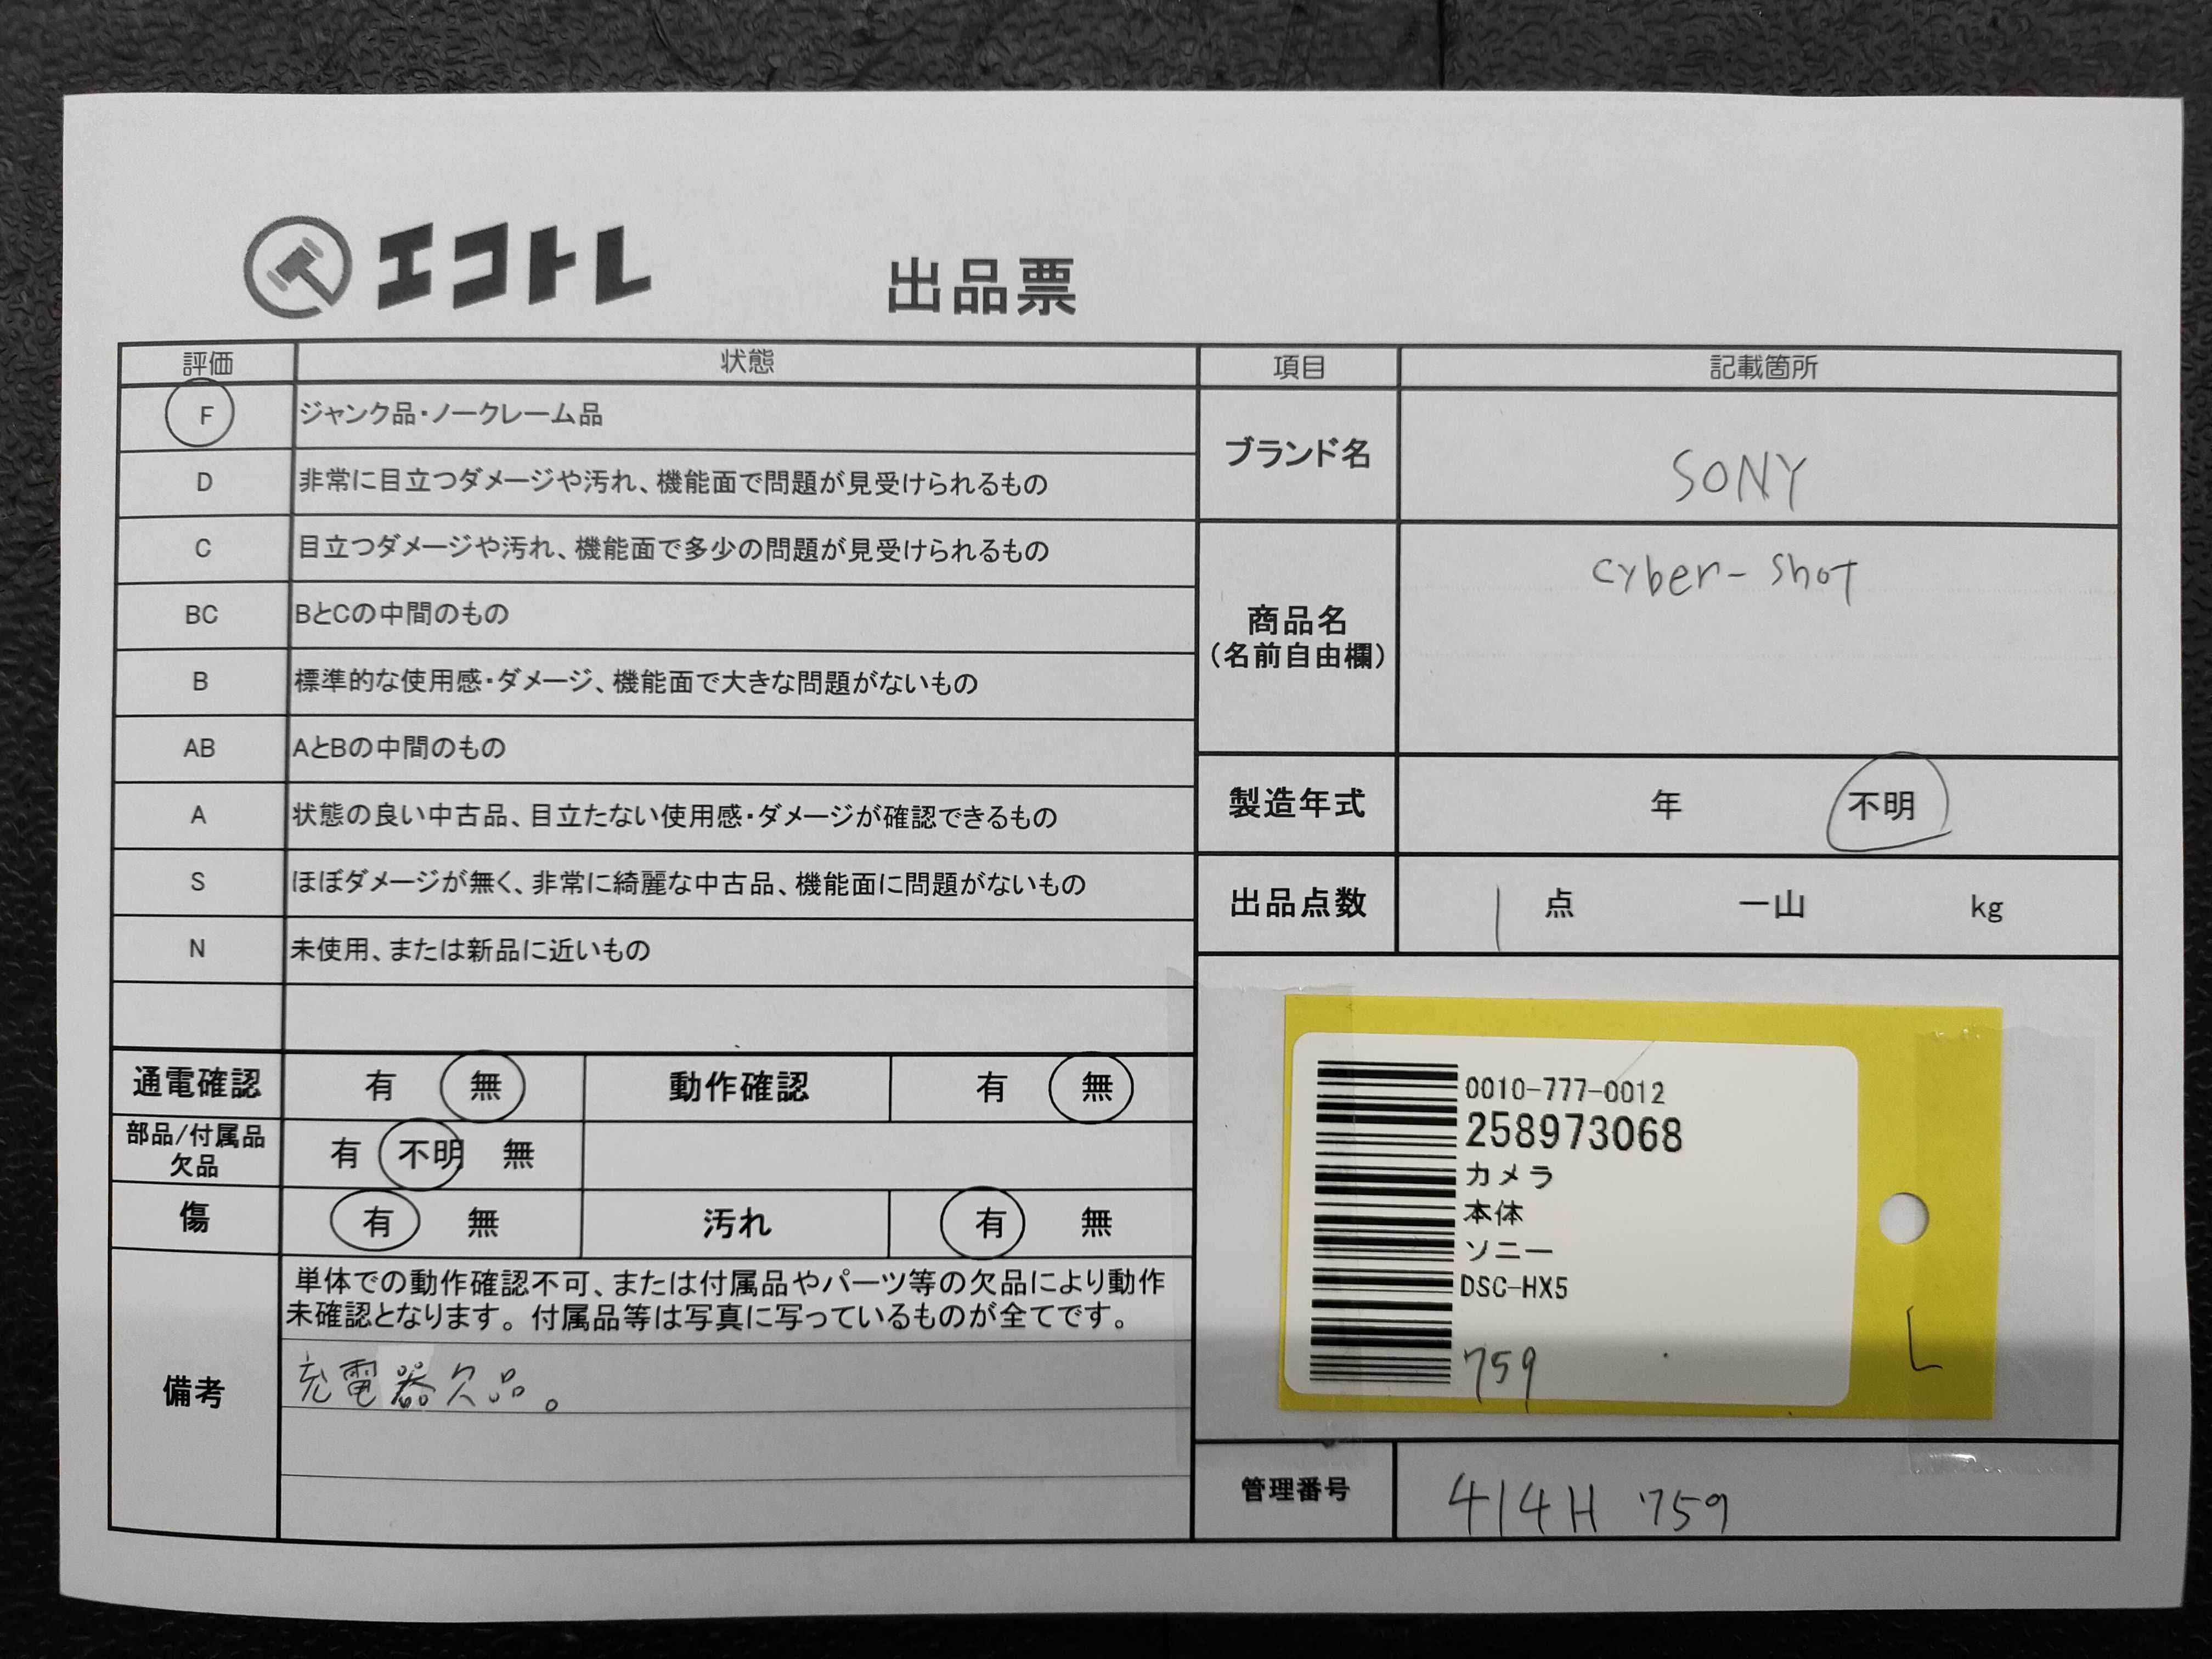 エコトレ
出品票
評価 状態
F ジャンク品・ノークレーム品
D 非常に目立つダメージや汚れ、機能面で問題が見受けられるもの
C 目立つダメージや汚れ、機能面で多少の問題が見受けられるもの
BC BとCの中間のもの
B 標準的な使用感・ダメージ、機能面で大きな問題がないもの
AB AとBの中間のもの
A 状態の良い中古品、目立たない使用感・ダメージが確認できるもの
S ほぼダメージが無く、非常に綺麗な中古品、機能面に問題がないもの
N 未使用、または新品に近いもの
通電確認 有 無 動作確認 有 無
部品/付属品
欠品
有 不明 無
傷 有 無 汚れ 有 無
備考
単体での動作確認不可、または付属品やパーツ等の欠品により動作
未確認となります。付属品等は写真に写っているものが全てです。
充電器欠品。
項目 記載箇所
ブランド名 SONY
商品名
(名前自由欄)
cyber-shot
製造年式 年 不明
出品点数 1 点 一山 kg
0010-777-0012
258973068
カメラ
本体
ソニー
DSC-HX5
759
L
管理番号 414H 759